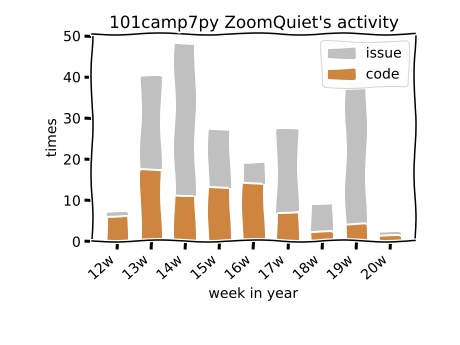 101camp7py ZoomQuiet's activity
50
40
30
20
10
0
times
issue
code
12w 13w 14w 15w 16w 17w 18w 19w 20w
week in year